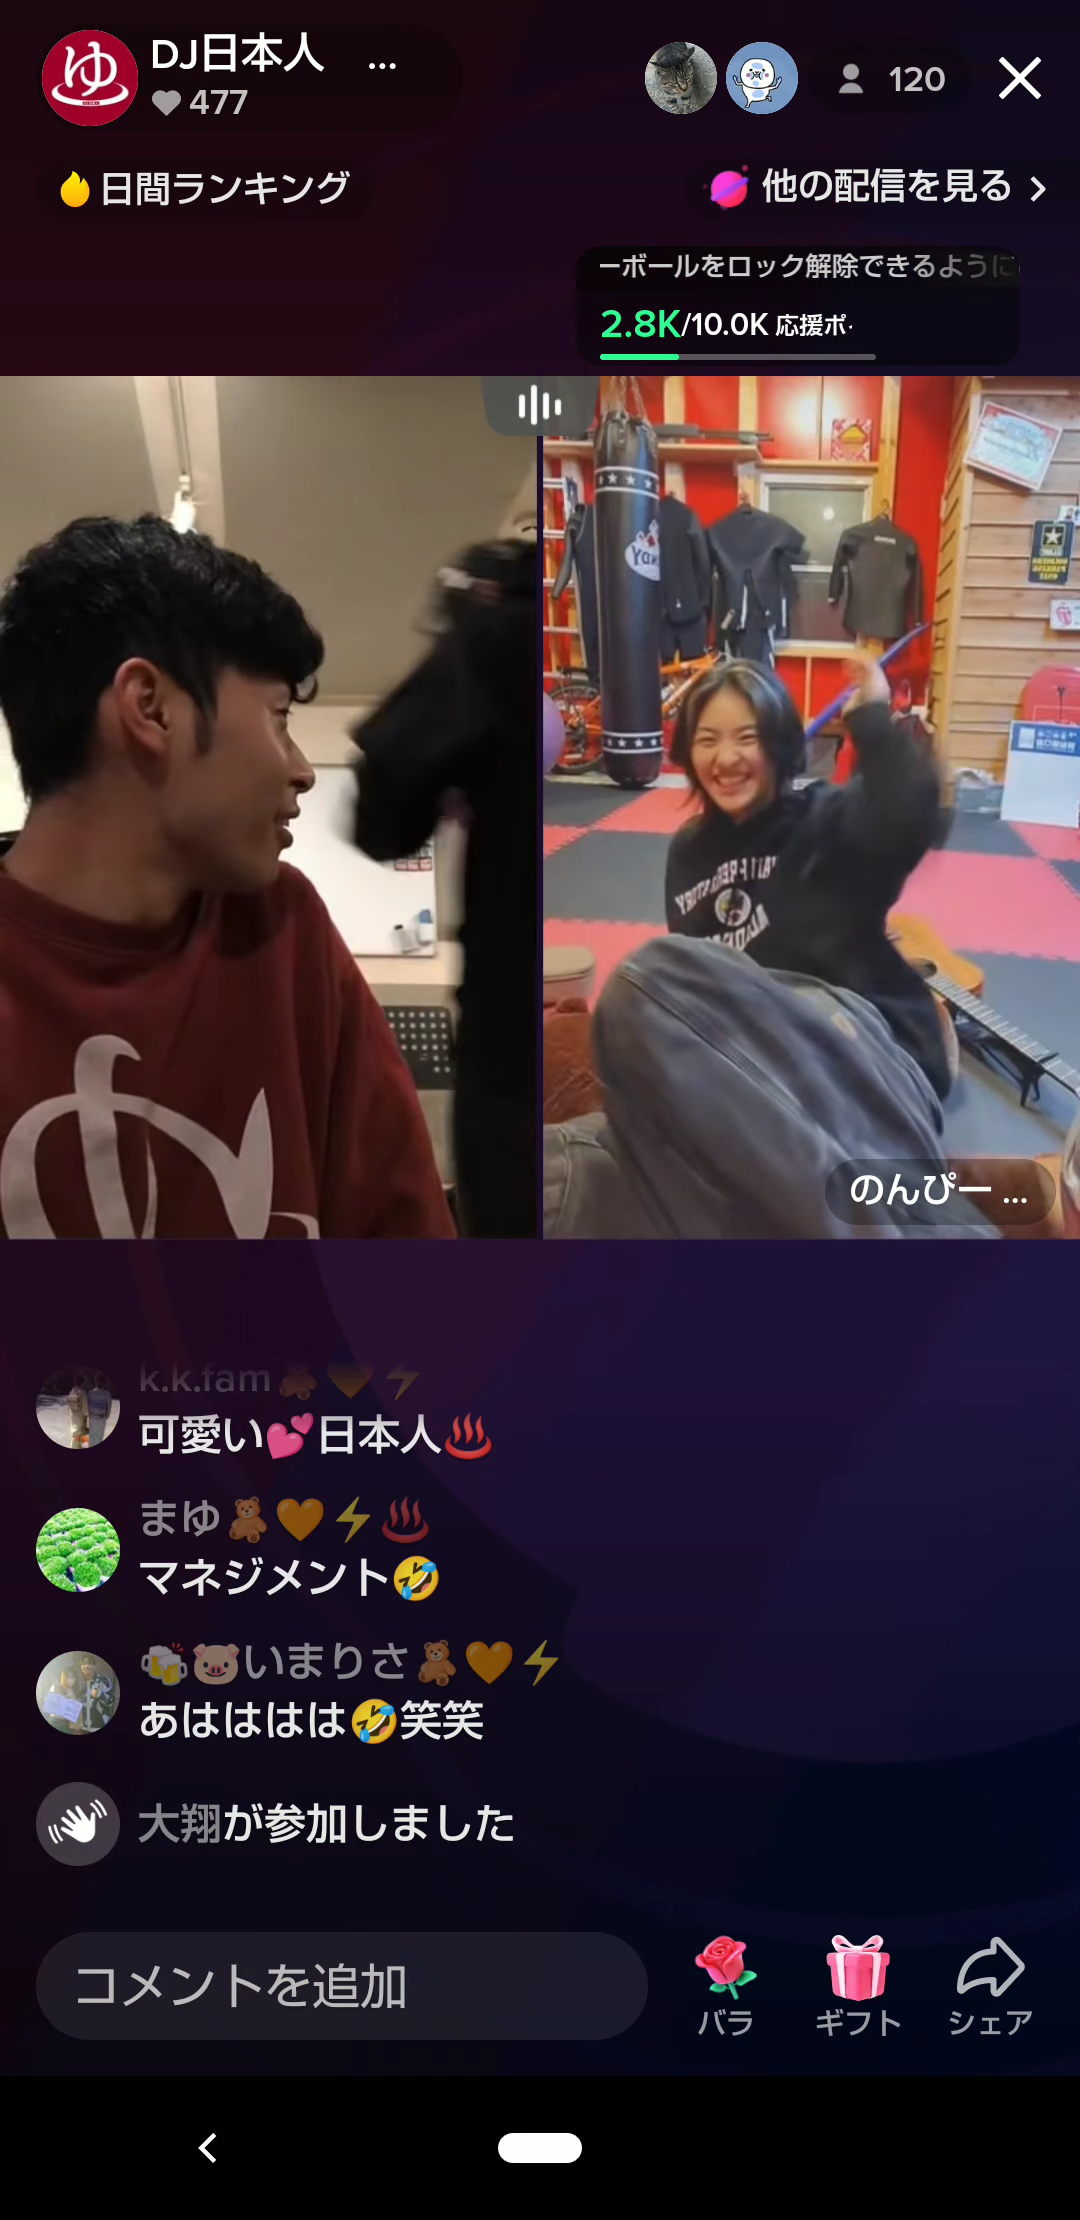 DJ日本人 ...
477
120
日間ランキング
他の配信を見る
ーボールをロック解除できるように
2.8K/10.0K 応援ポ
のんぴー ...
k.k.fam🧸🧡⚡
可愛い💕日本人♨
まゆ🧸🧡⚡♨
マネジメント🤣
🍻🐷いまりさ🧸🧡⚡
あはははは🤣笑笑
大翔が参加しました
コメントを追加
バラ
ギフト
シェア